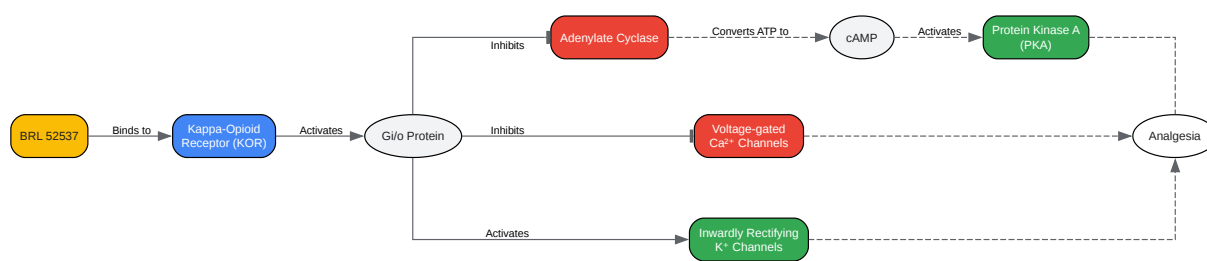 Adenylate Cyclase
Converts ATP to
cAMP
Activates
Protein Kinase A
(PKA)
Inhibits
BRL 52537
Binds to
Kappa-Opioid
Receptor (KOR)
Activates
Gi/o Protein
Inhibits
Voltage-gated
Ca²⁺ Channels
Analgesia
Activates
Inwardly Rectifying
K⁺ Channels